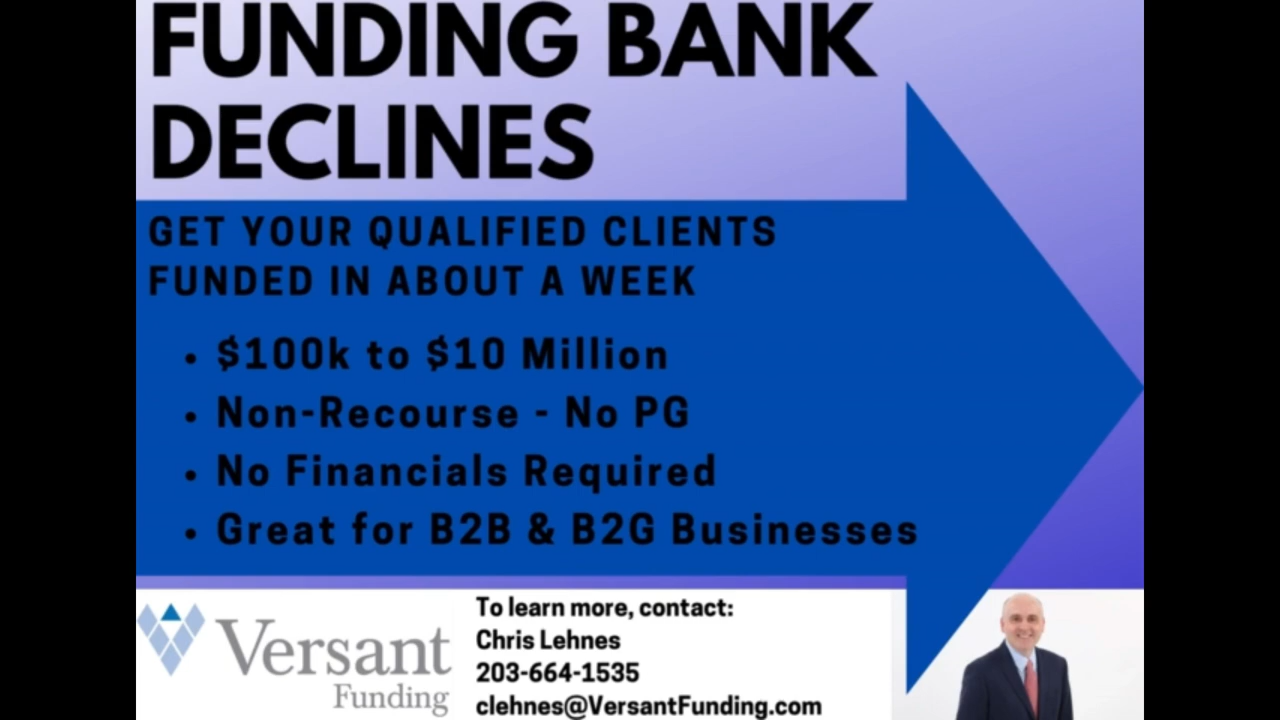 FUNDING BANK
DECLINES
GET YOUR QUALIFIED CLIENTS
FUNDED IN ABOUT A WEEK
• $100k to $10 Million
• Non-Recourse - No PG
• No Financials Required
• Great for B2B & B2G Businesses
Versant
Funding
To learn more, contact:
Chris Lehnes
203-664-1535
clehnes@VersantFunding.com